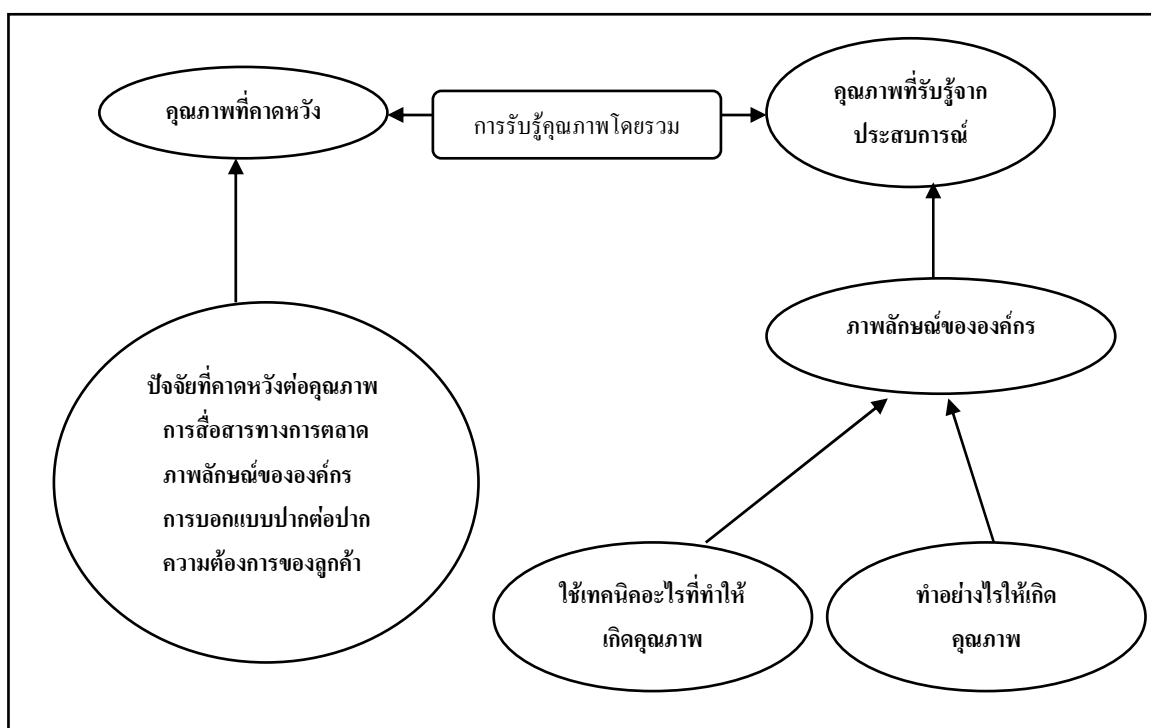 คุณภาพที่คาดหวัง
การรับรู้คุณภาพโดยรวม
คุณภาพที่รับรู้จาก
ประสบการณ์
ภาพลักษณ์ขององค์กร
ปัจจัยที่คาดหวังต่อคุณภาพ
การสื่อสารทางการตลาด
ภาพลักษณ์ขององค์กร
การบอกแบบปากต่อปาก
ความต้องการของลูกค้า
ใช้เทคนิคอะไรที่ทำให้
เกิดคุณภาพ
ทำอย่างไรให้เกิด
คุณภาพ